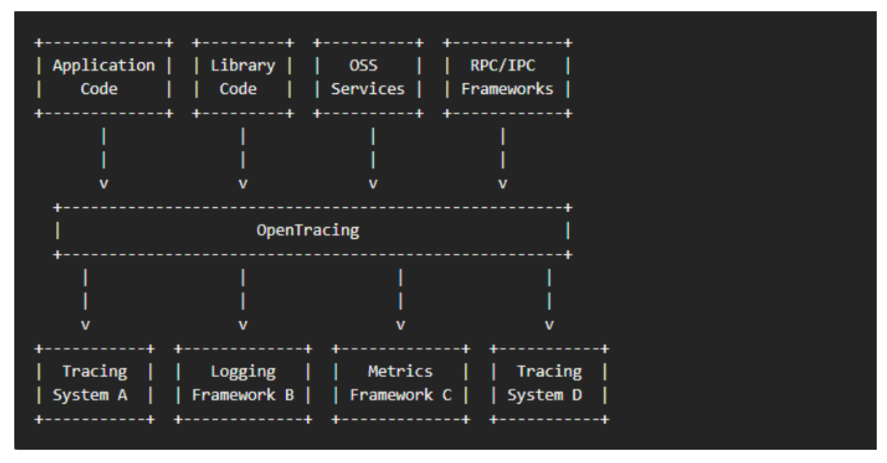 +-------------+ +---------+ +----------+ +------------+
| Application | | Library | | OSS | | RPC/IPC |
| Code | | Code | | Services | | Frameworks |
+-------------+ +---------+ +----------+ +------------+
| | | |
| | | |
v v v v
+-----------------------------------------------------+
| OpenTracing |
+-----------------------------------------------------+
| | | |
| | | |
v v v v
+-----------+ +-------------+ +-------------+ +-----------+
| Tracing | | Logging | | Metrics | | Tracing |
| System A | | Framework B | | Framework C | | System D |
+-----------+ +-------------+ +-------------+ +-----------+